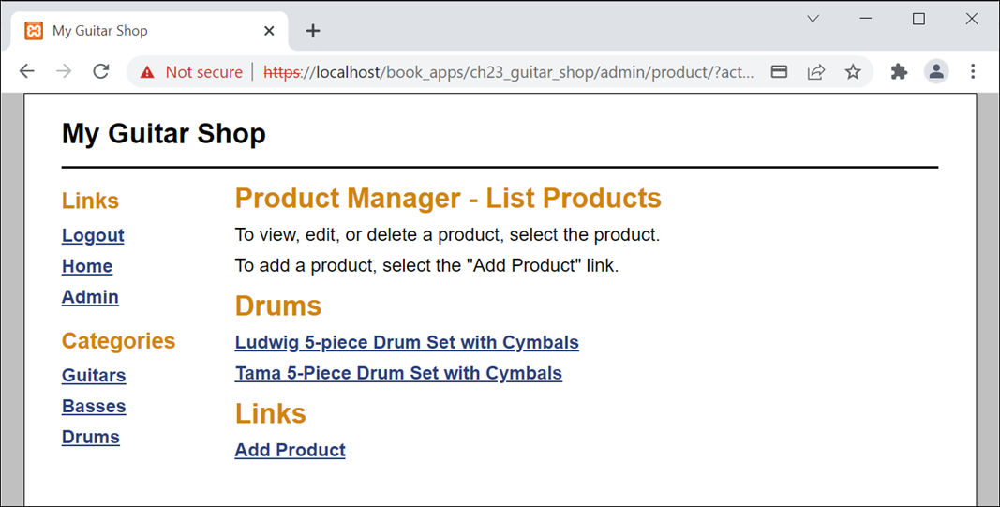 My Guitar Shop
Not secure https://localhost/book_apps/ch23_guitar_shop/admin/product/?act...
My Guitar Shop
Links
Logout
Home
Admin
Categories
Guitars
Basses
Drums
Product Manager - List Products
To view, edit, or delete a product, select the product.
To add a product, select the "Add Product" link.
Drums
Ludwig 5-piece Drum Set with Cymbals
Tama 5-Piece Drum Set with Cymbals
Links
Add Product